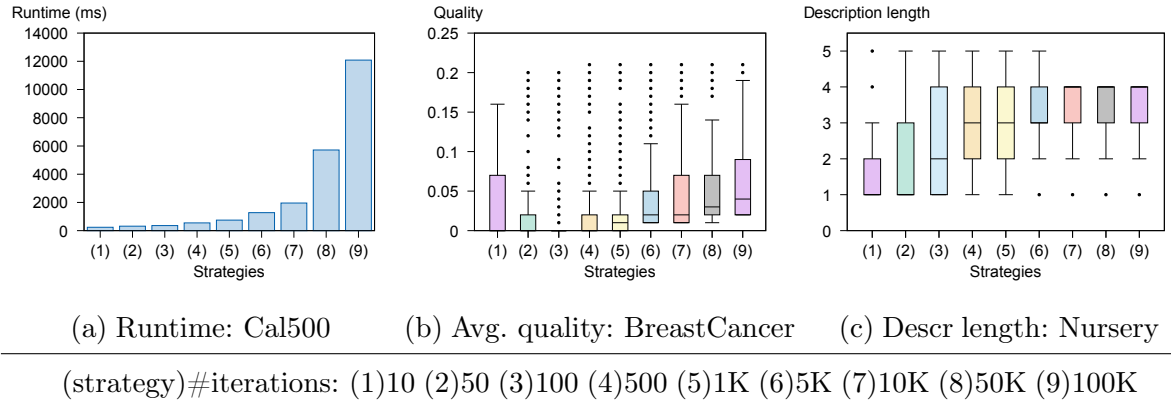 Runtime (ms)
14000
12000
10000
8000
6000
4000
2000
0
(1) (2) (3) (4) (5) (6) (7) (8) (9)
Strategies
Quality
0.25
0.2
0.15
0.1
0.05
0
(1) (2) (3) (4) (5) (6) (7) (8) (9)
Strategies
Description length
5
4
3
2
1
0
(1) (2) (3) (4) (5) (6) (7) (8) (9)
Strategies
(a) Runtime: Cal500
(b) Avg. quality: BreastCancer
(c) Descr length: Nursery
(strategy)#iterations: (1)10 (2)50 (3)100 (4)500 (5)1K (6)5K (7)10K (8)50K (9)100K